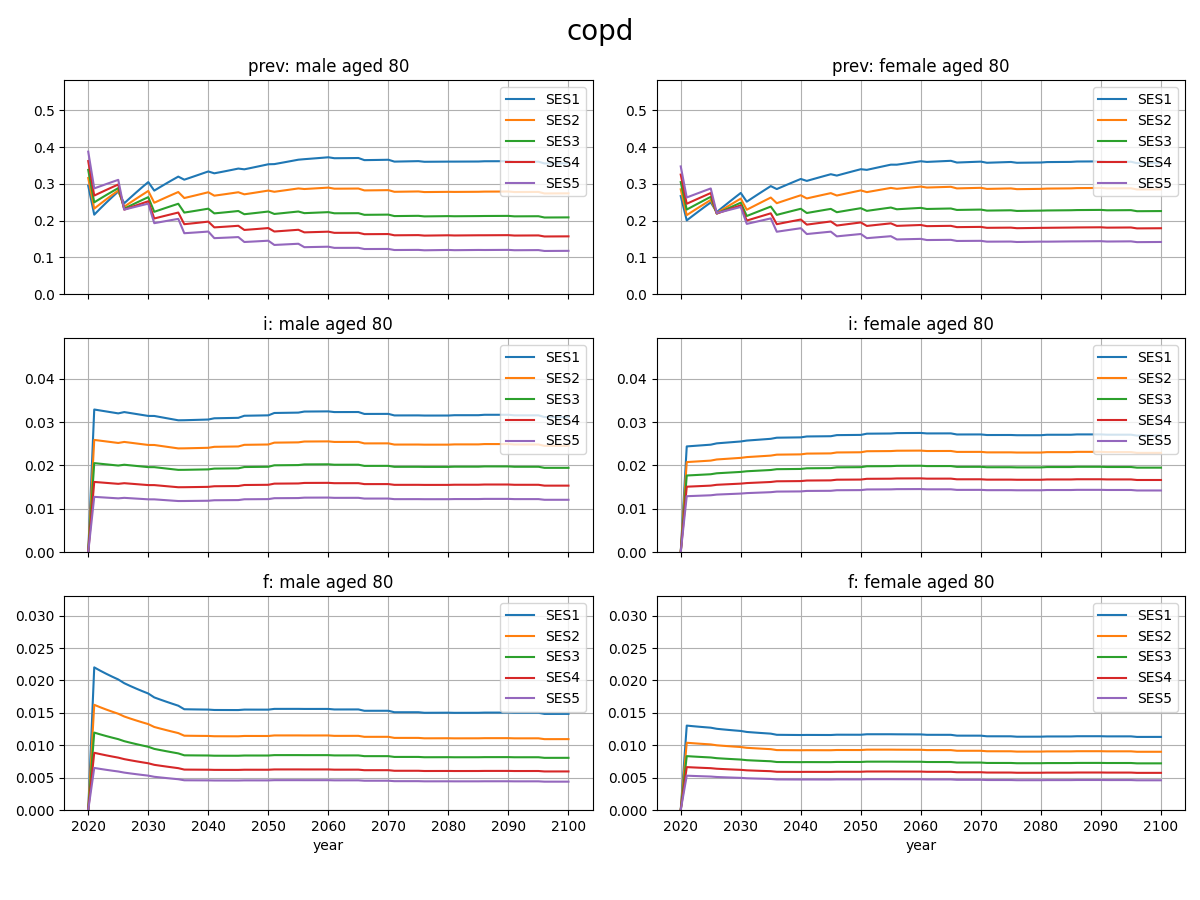 copd
prev: male aged 80
prev: female aged 80
0.5
0.4
0.3
0.2
0.1
0.0
SES1
SES2
SES3
SES4
SES5
0.5
0.4
0.3
0.2
0.1
0.0
SES1
SES2
SES3
SES4
SES5
i: male aged 80
i: female aged 80
0.04
0.03
0.02
0.01
0.00
SES1
SES2
SES3
SES4
SES5
0.04
0.03
0.02
0.01
0.00
SES1
SES2
SES3
SES4
SES5
f: male aged 80
f: female aged 80
0.030
0.025
0.020
0.015
0.010
0.005
0.000
SES1
SES2
SES3
SES4
SES5
2020 2030 2040 2050 2060 2070 2080 2090 2100
year
0.030
0.025
0.020
0.015
0.010
0.005
0.000
SES1
SES2
SES3
SES4
SES5
2020 2030 2040 2050 2060 2070 2080 2090 2100
year